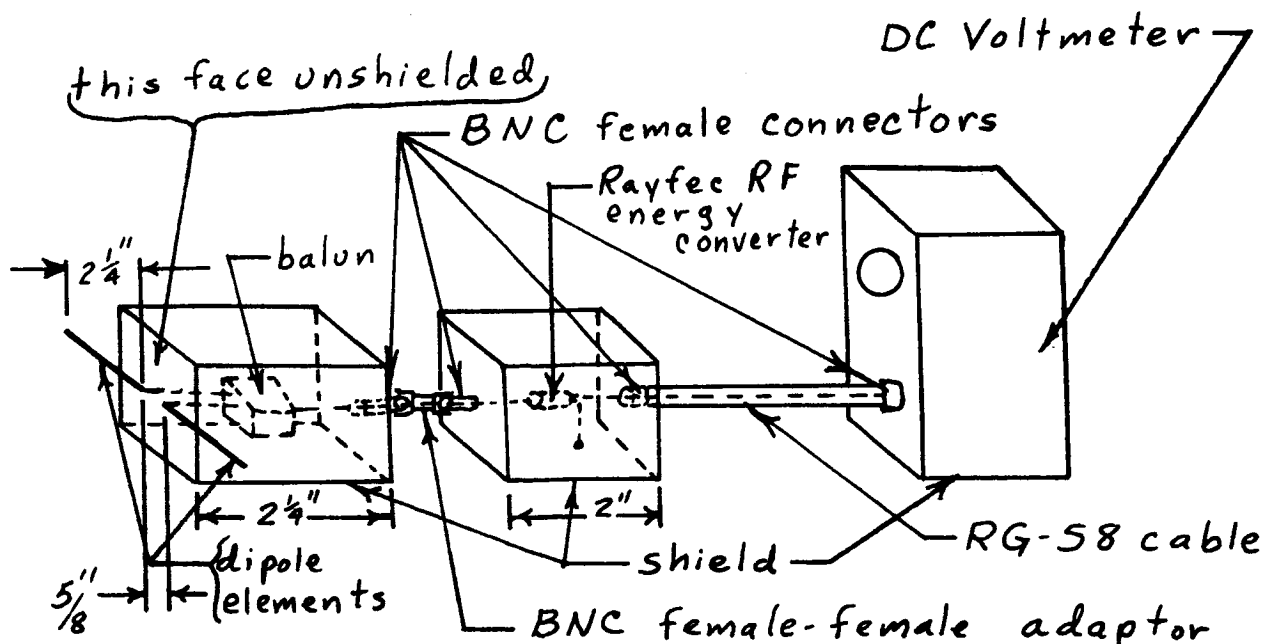 DC Voltmeter
this face unshielded
BNC female connectors
Rayfec RF
energy
converter
2 1/4"
balun
2 1/4"
2"
5/8"
dipole
elements
shield
RG-58 cable
BNC female-female adaptor